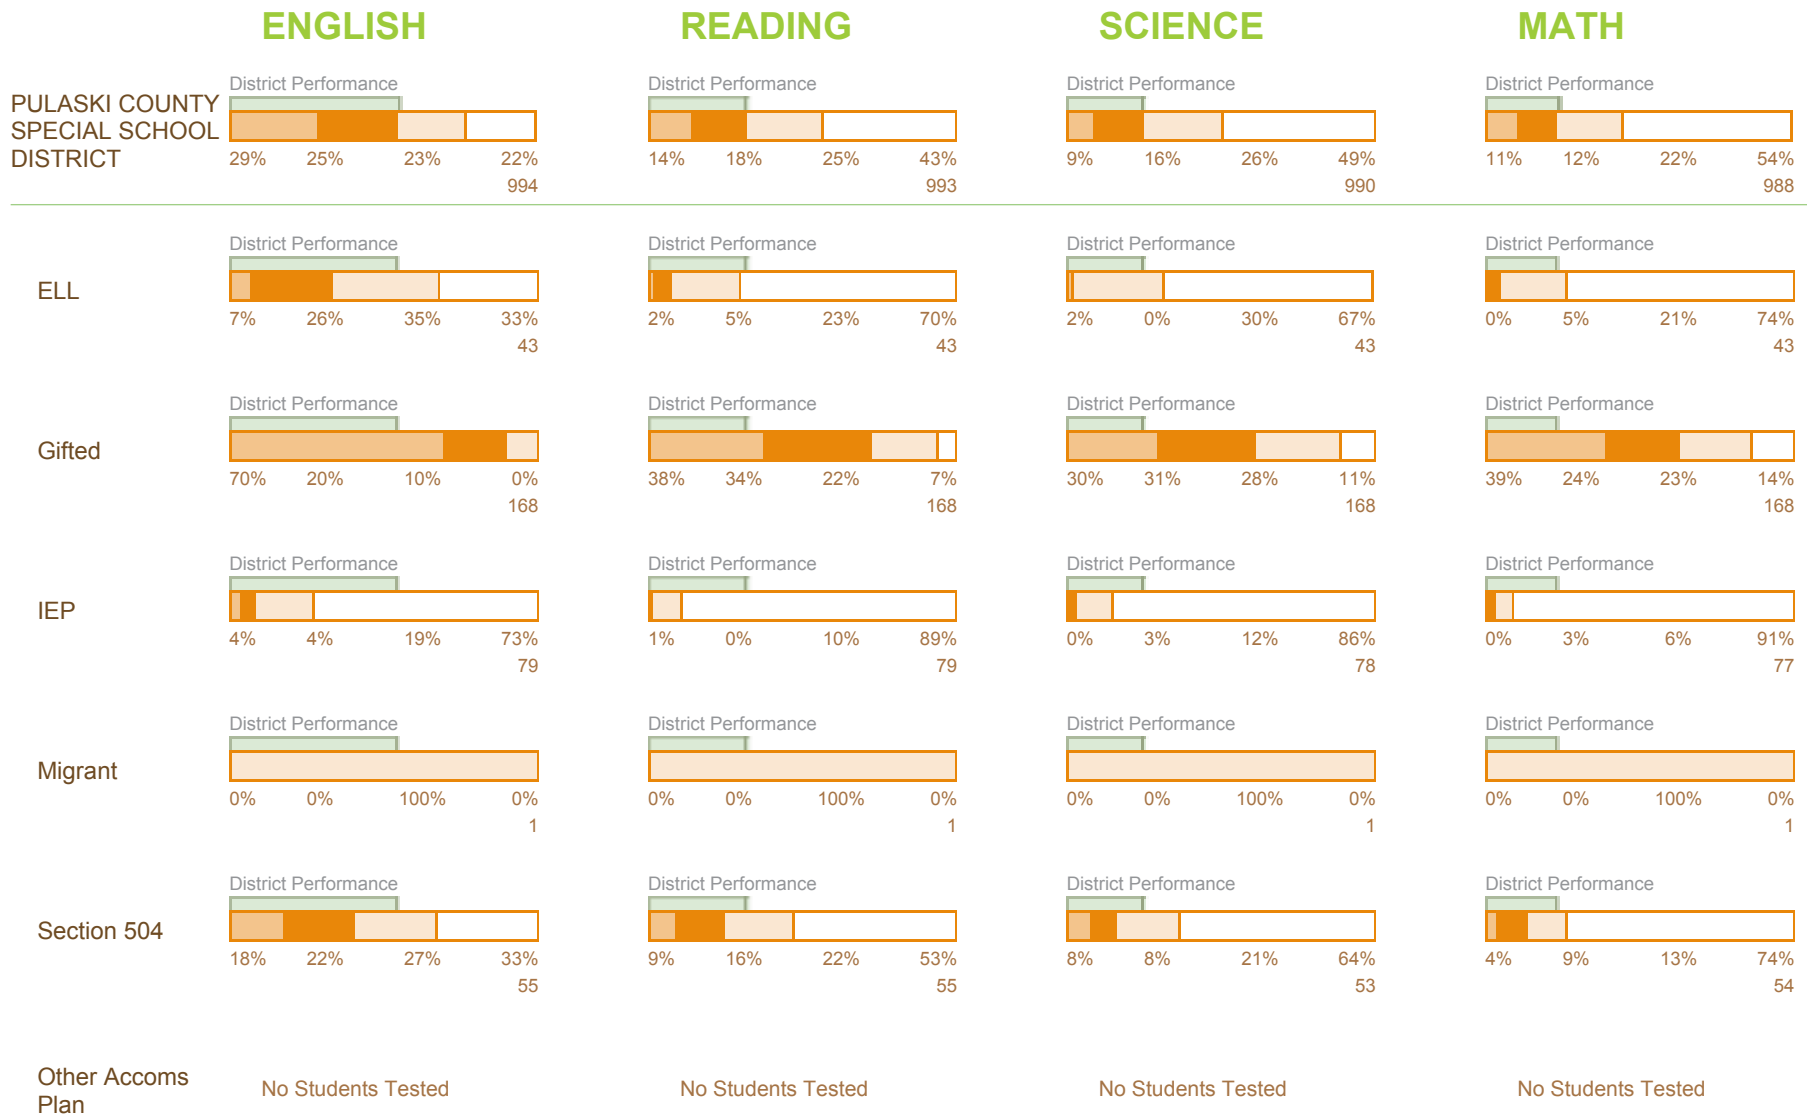 ENGLISH READING SCIENCE MATH
District Performance District Performance District Performance District Performance
PULASKI COUNTY
SPECIAL SCHOOL
DISTRICT
29% 25% 23% 22% 14% 18% 25% 43% 9% 16% 26% 49% 11% 12% 22% 54%
994 993 990 988
District Performance District Performance District Performance District Performance
ELL
7% 26% 35% 33% 2% 5% 23% 70% 2% 0% 30% 67% 0% 5% 21% 74%
43 43 43 43
District Performance District Performance District Performance District Performance
Gifted
70% 20% 10% 0% 38% 34% 22% 7% 30% 31% 28% 11% 39% 24% 23% 14%
168 168 168 168
District Performance District Performance District Performance District Performance
IEP
4% 4% 19% 73% 1% 0% 10% 89% 0% 3% 12% 86% 0% 3% 6% 91%
79 79 78 77
District Performance District Performance District Performance District Performance
Migrant
0% 0% 100% 0% 0% 0% 100% 0% 0% 0% 100% 0% 0% 0% 100% 0%
1 1 1 1
District Performance District Performance District Performance District Performance
Section 504
18% 22% 27% 33% 9% 16% 22% 53% 8% 8% 21% 64% 4% 9% 13% 74%
55 55 53 54
Other Accoms
Plan
No Students Tested No Students Tested No Students Tested No Students Tested